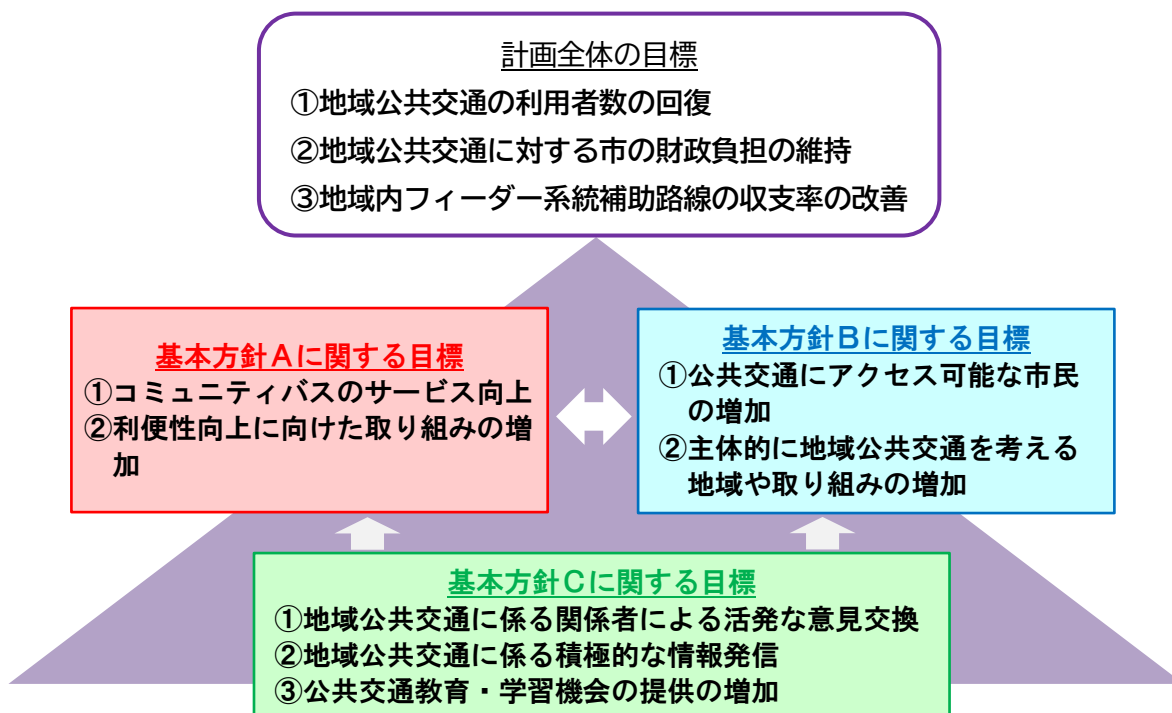 計画全体の目標
①地域公共交通の利用者数の回復
②地域公共交通に対する市の財政負担の維持
③地域内フィーダー系統補助路線の収支率の改善
基本方針Aに関する目標
①コミュニティバスのサービス向上
②利便性向上に向けた取り組みの増
加
基本方針Bに関する目標
①公共交通にアクセス可能な市民
の増加
②主体的に地域公共交通を考える
地域や取り組みの増加
基本方針Cに関する目標
①地域公共交通に係る関係者による活発な意見交換
②地域公共交通に係る積極的な情報発信
③公共交通教育・学習機会の提供の増加